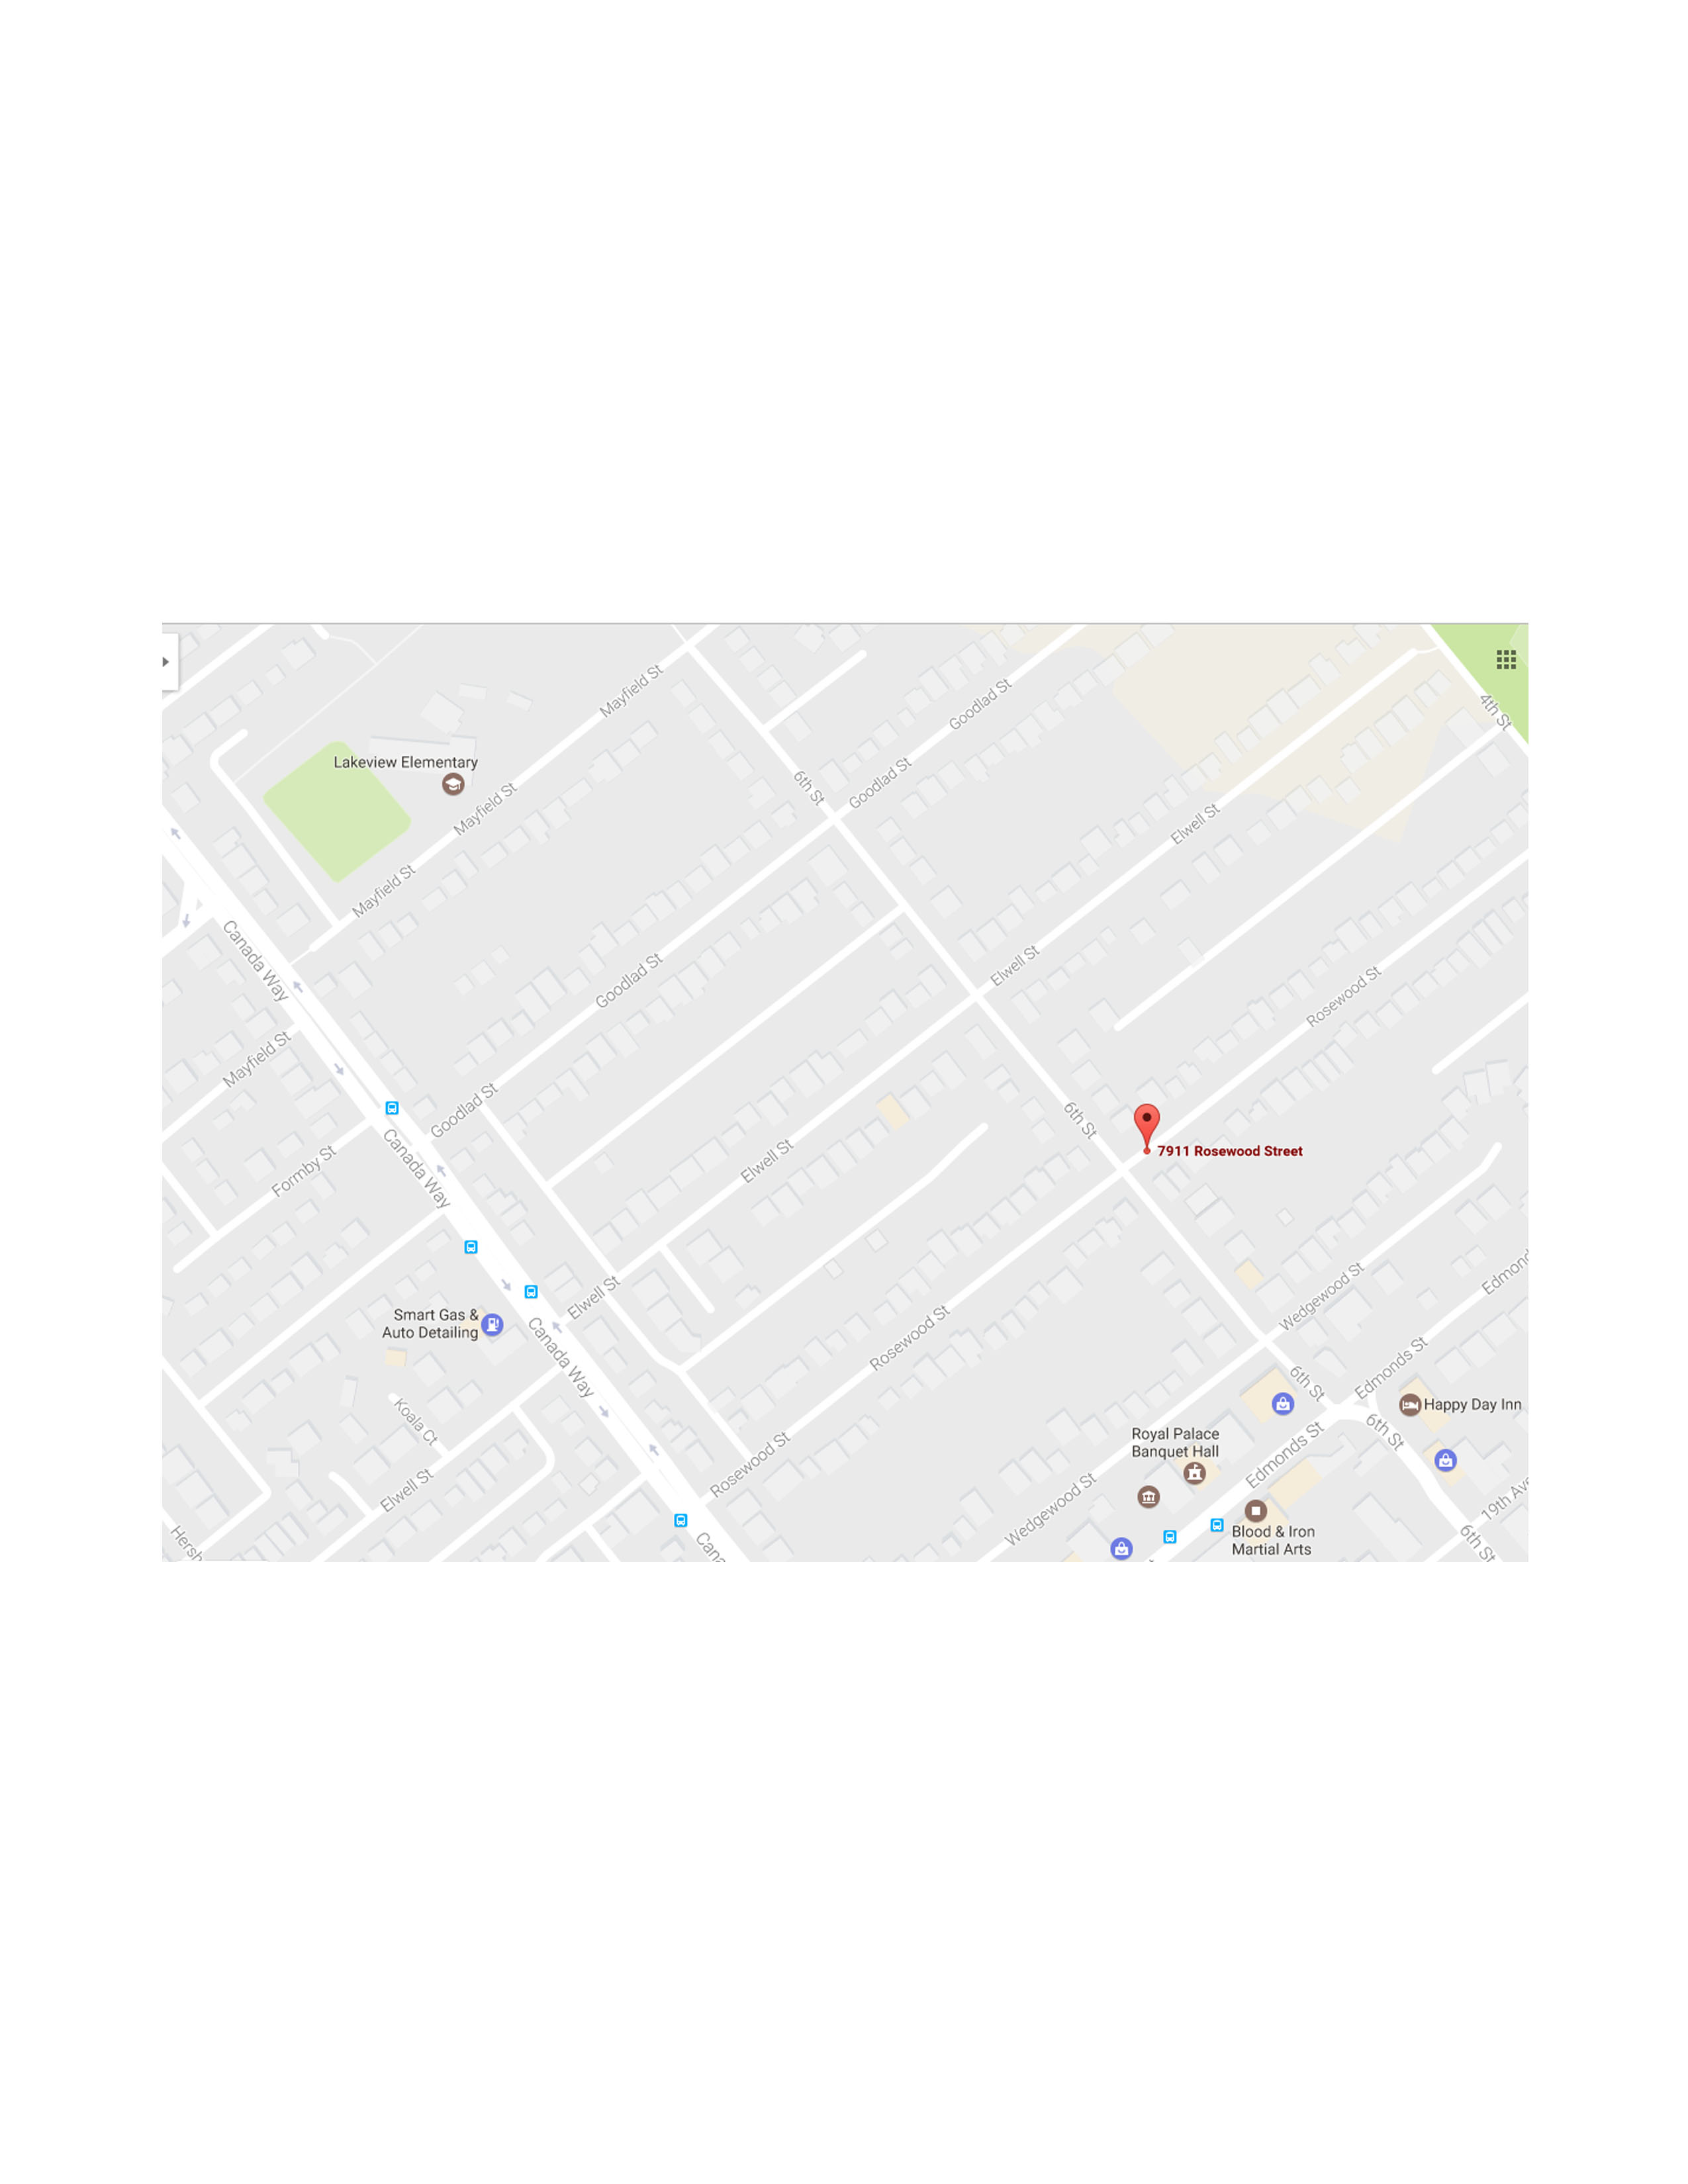 Mayfield St
Goodlad St
4th St
Lakeview Elementary
6th St
Goodlad St
Mayfield St
Elwell St
Mayfield St
Canada Way
Goodlad St
Elwell St
Rosewood St
Mayfield St
Goodlad St
6th St
Canada Way
7911 Rosewood Street
Elwell St
Formby St
Edmond
Wedgewood St
Elwell St
Smart Gas &
Auto Detailing
Rosewood St
Canada Way
Edmonds St
6th St
Happy Day Inn
Koala Ct
6th St
Royal Palace
Banquet Hall
Edmonds St
Rosewood St
Elwell St
Wedgewood St
19th Av
Hersh
Cana
Blood & Iron
Martial Arts
6th St